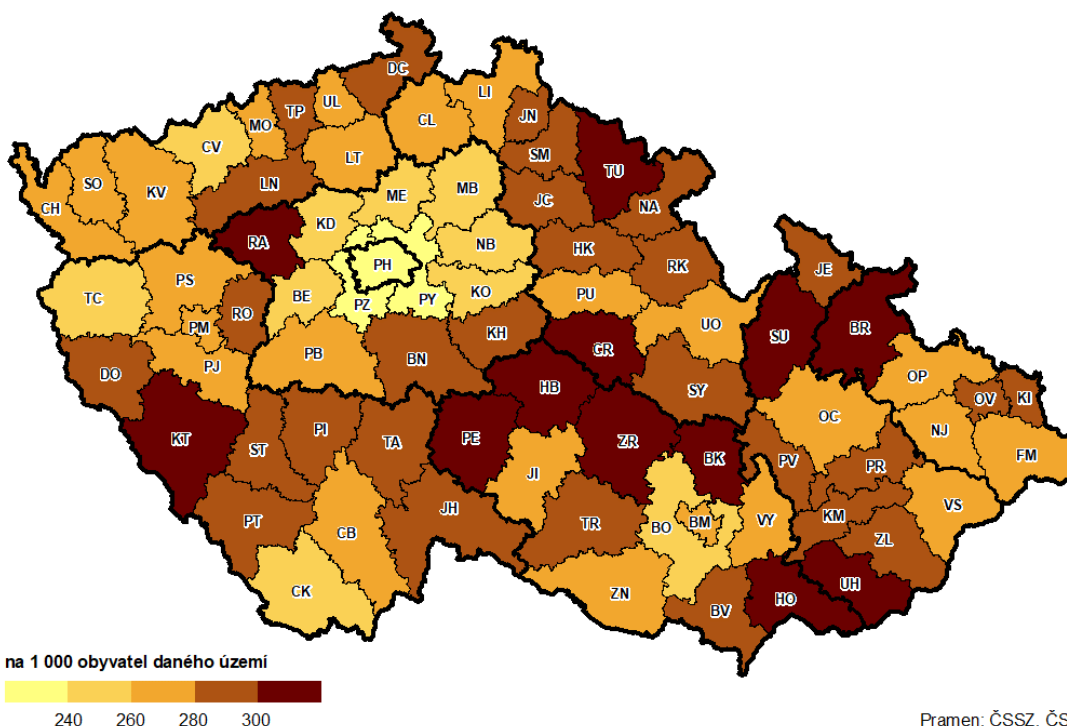 DC
LI
TP
UL
JN
MO
CL
CV
SM
LT
TU
SO
LN
MB
KV
ME
JC
NA
CH
KD
RA
NB
HK
PH
RK
JE
PS
KO
TC
BE
PZ
PY
PU
RO
UO
PM
KH
SU
BR
CR
PB
BN
OP
PJ
DO
HB
SY
OV
KI
OC
PI
NJ
KT
TA
PE
ZR
ST
BK
FM
PV
PR
JI
VS
JH
KM
PT
TR
BO
BM
VY
CB
ZL
UH
CK
ZN
HO
BV
na 1 000 obyvatel daného území
240 260 280 300
Pramen: ČSSZ, ČS